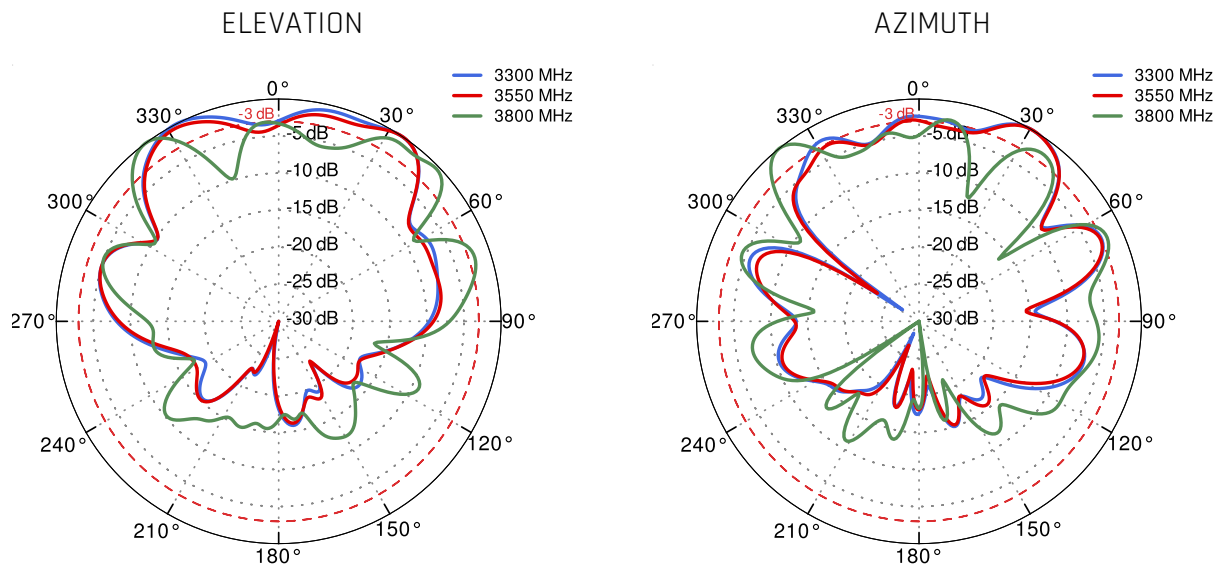 ELEVATION
AZIMUTH
3300 MHz
3550 MHz
3800 MHz
0°
-3 dB
330°
30°
-5 dB
-10 dB
300°
60°
-15 dB
-20 dB
-25 dB
270°
-30 dB
90°
240°
120°
210°
150°
180°
3300 MHz
3550 MHz
3800 MHz
0°
-3 dB
330°
30°
-5 dB
-10 dB
300°
60°
-15 dB
-20 dB
-25 dB
270°
-30 dB
90°
240°
120°
210°
150°
180°